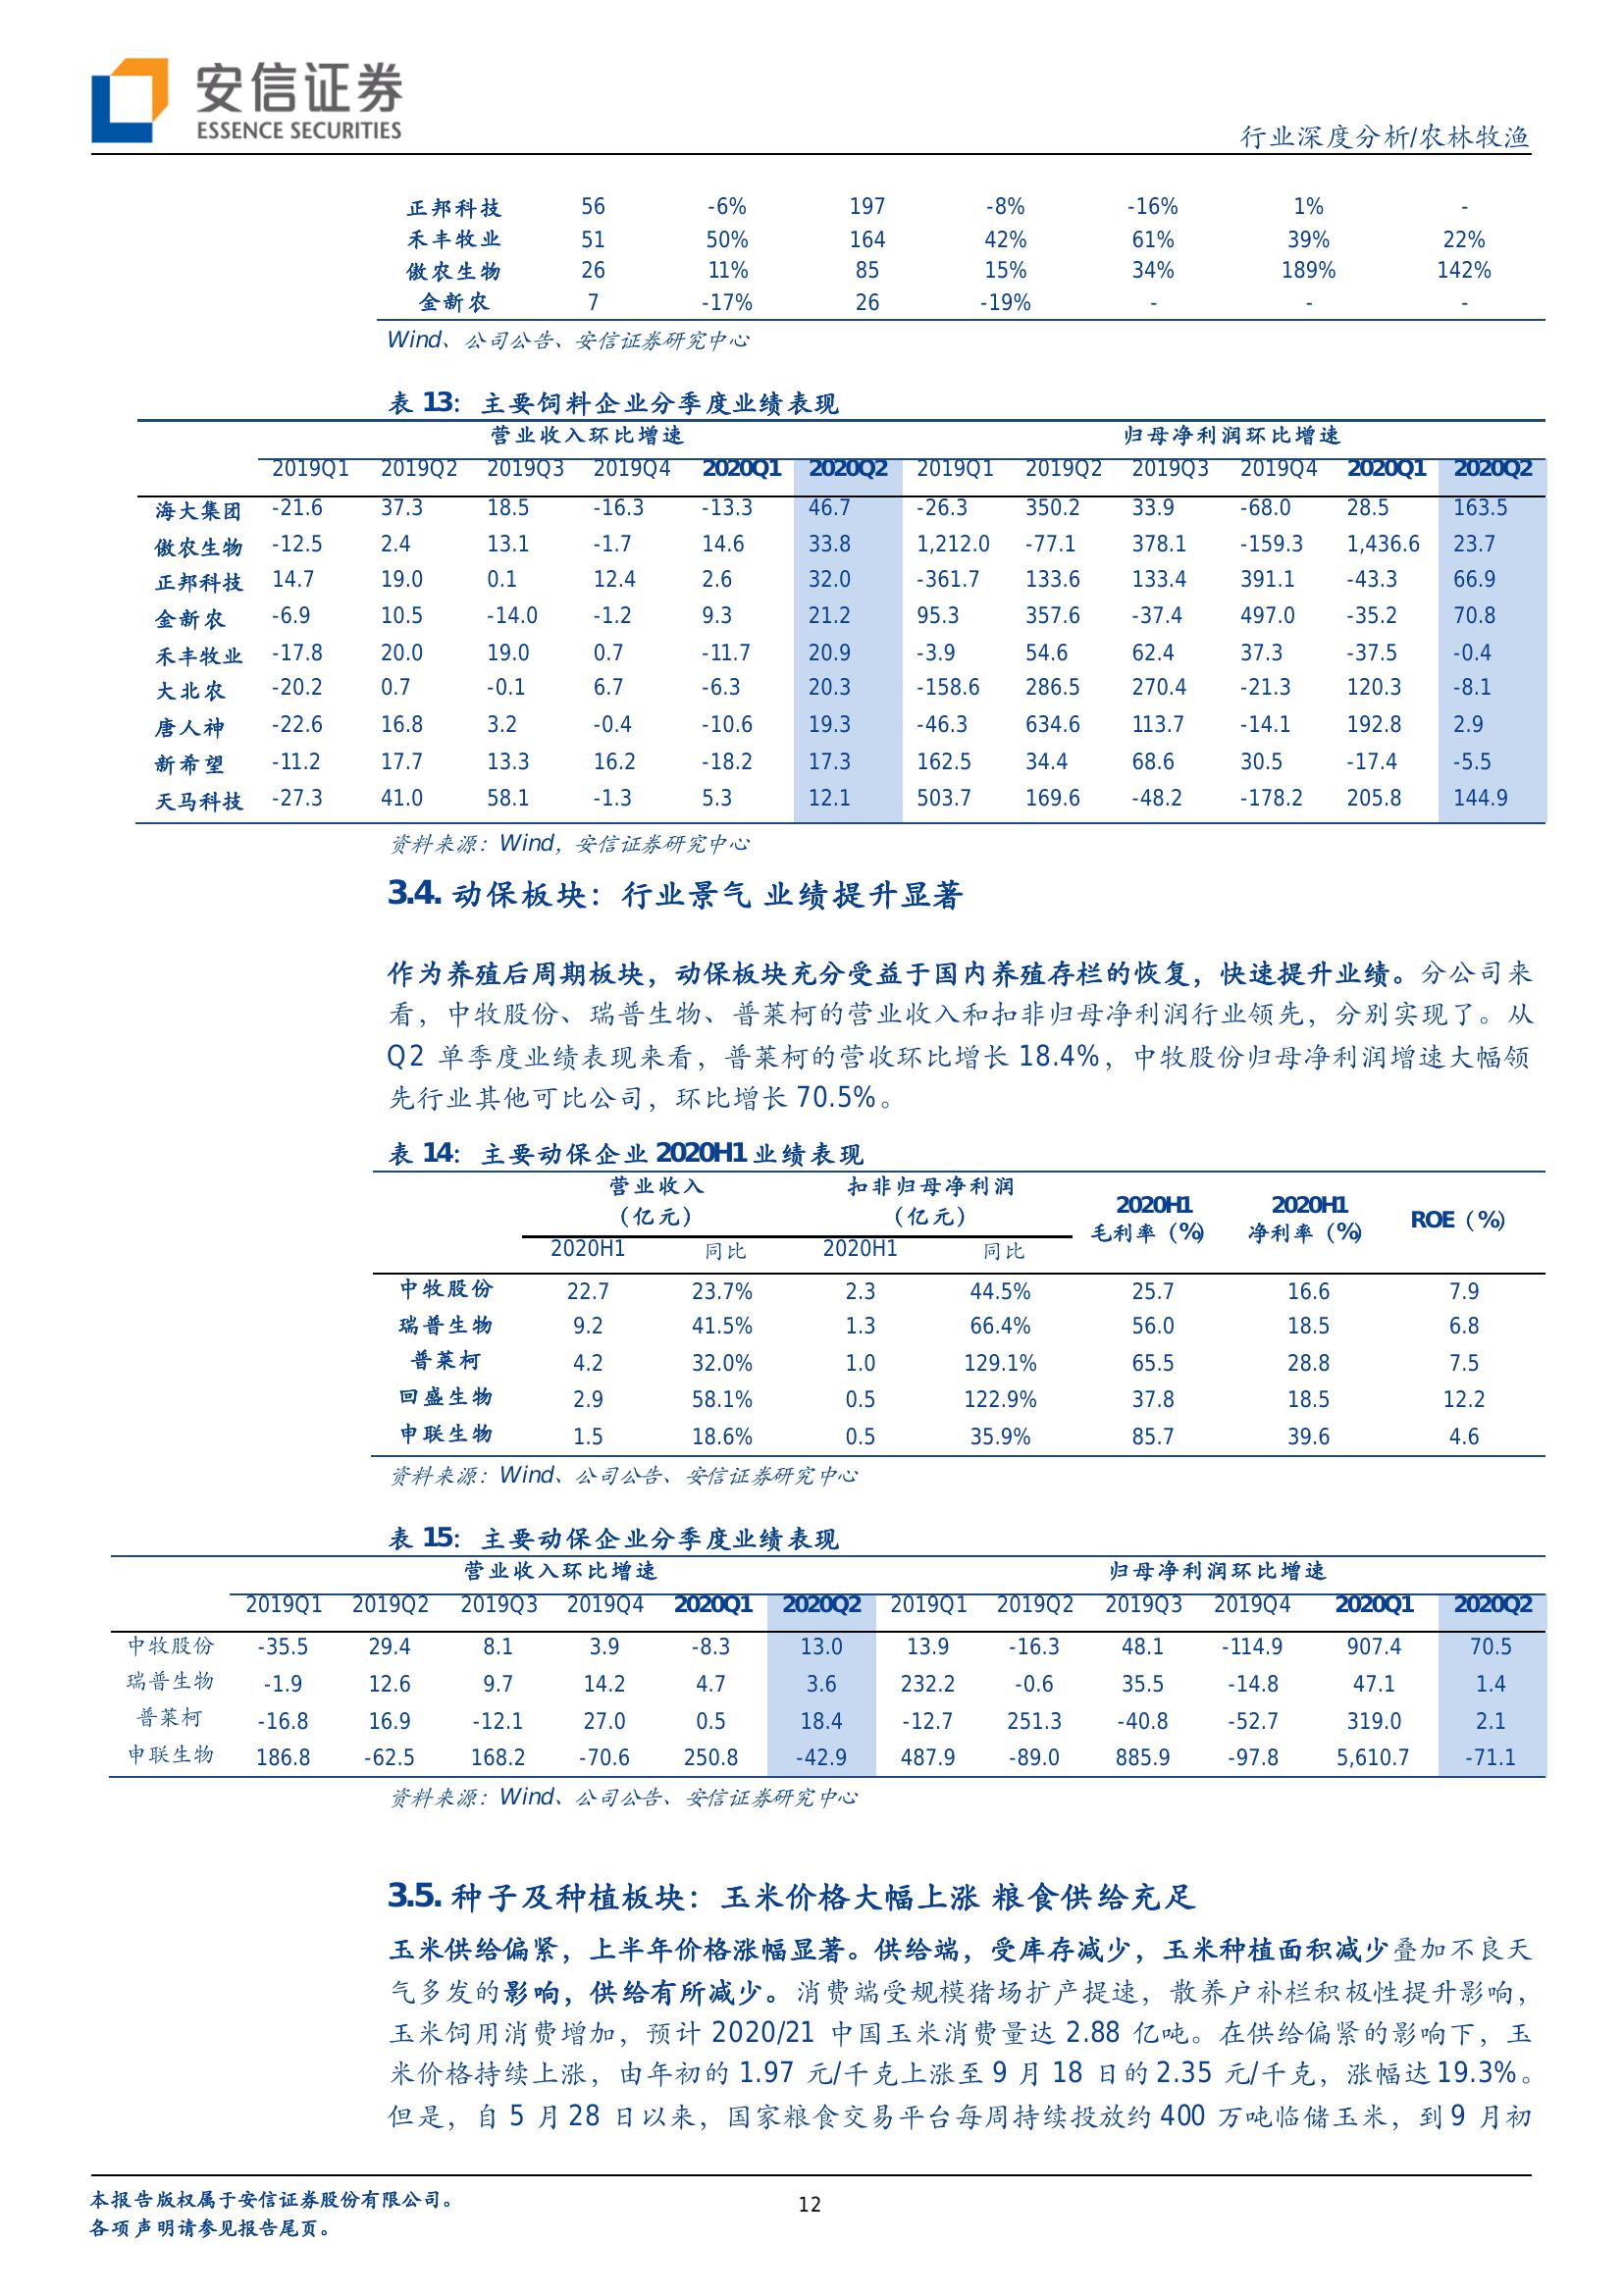 安信证券
ESSENCE SECURITIES
行业深度分析/农林牧渔
正邦科技 56 -6% 197 -8% -16% 1% -
禾丰牧业 51 50% 164 42% 61% 39% 22%
傲农生物 26 11% 85 15% 34% 189% 142%
金新农 7 -17% 26 -19% - - -
Wind、公司公告、安信证券研究中心
表 13：主要饲料企业分季度业绩表现
营业收入环比增速 归母净利润环比增速
2019Q1 2019Q2 2019Q3 2019Q4 2020Q1 2020Q2 2019Q1 2019Q2 2019Q3 2019Q4 2020Q1 2020Q2
海大集团 -21.6 37.3 18.5 -16.3 -13.3 46.7 -26.3 350.2 33.9 -68.0 28.5 163.5
傲农生物 -12.5 2.4 13.1 -1.7 14.6 33.8 1,212.0 -77.1 378.1 -159.3 1,436.6 23.7
正邦科技 14.7 19.0 0.1 12.4 2.6 32.0 -361.7 133.6 133.4 391.1 -43.3 66.9
金新农 -6.9 10.5 -14.0 -1.2 9.3 21.2 95.3 357.6 -37.4 497.0 -35.2 70.8
禾丰牧业 -17.8 20.0 19.0 0.7 -11.7 20.9 -3.9 54.6 62.4 37.3 -37.5 -0.4
大北农 -20.2 0.7 -0.1 6.7 -6.3 20.3 -158.6 286.5 270.4 -21.3 120.3 -8.1
唐人神 -22.6 16.8 3.2 -0.4 -10.6 19.3 -46.3 634.6 113.7 -14.1 192.8 2.9
新希望 -11.2 17.7 13.3 16.2 -18.2 17.3 162.5 34.4 68.6 30.5 -17.4 -5.5
天马科技 -27.3 41.0 58.1 -1.3 5.3 12.1 503.7 169.6 -48.2 -178.2 205.8 144.9
资料来源：Wind，安信证券研究中心
3.4. 动保板块：行业景气 业绩提升显著
作为养殖后周期板块，动保板块充分受益于国内养殖存栏的恢复，快速提升业绩。分公司来
看，中牧股份、瑞普生物、普莱柯的营业收入和扣非归母净利润行业领先，分别实现了。从
Q2 单季度业绩表现来看，普莱柯的营收环比增长 18.4%，中牧股份归母净利润增速大幅领
先行业其他可比公司，环比增长 70.5%。
表 14：主要动保企业 2020H1 业绩表现
营业收入 扣非归母净利润 2020H1 2020H1 ROE（%）
（亿元） （亿元） 毛利率（%） 净利率（%）
2020H1 同比 2020H1 同比
中牧股份 22.7 23.7% 2.3 44.5% 25.7 16.6 7.9
瑞普生物 9.2 41.5% 1.3 66.4% 56.0 18.5 6.8
普莱柯 4.2 32.0% 1.0 129.1% 65.5 28.8 7.5
回盛生物 2.9 58.1% 0.5 122.9% 37.8 18.5 12.2
申联生物 1.5 18.6% 0.5 35.9% 85.7 39.6 4.6
资料来源：Wind、公司公告、安信证券研究中心
表 15：主要动保企业分季度业绩表现
营业收入环比增速 归母净利润环比增速
2019Q1 2019Q2 2019Q3 2019Q4 2020Q1 2020Q2 2019Q1 2019Q2 2019Q3 2019Q4 2020Q1 2020Q2
中牧股份 -35.5 29.4 8.1 3.9 -8.3 13.0 13.9 -16.3 48.1 -114.9 907.4 70.5
瑞普生物 -1.9 12.6 9.7 14.2 4.7 3.6 232.2 -0.6 35.5 -14.8 47.1 1.4
普莱柯 -16.8 16.9 -12.1 27.0 0.5 18.4 -12.7 251.3 -40.8 -52.7 319.0 2.1
申联生物 186.8 -62.5 168.2 -70.6 250.8 -42.9 487.9 -89.0 885.9 -97.8 5,610.7 -71.1
资料来源：Wind、公司公告、安信证券研究中心
3.5. 种子及种植板块：玉米价格大幅上涨 粮食供给充足
玉米供给偏紧，上半年价格涨幅显著。供给端，受库存减少，玉米种植面积减少叠加不良天
气多发的影响，供给有所减少。消费端受规模猪场扩产提速，散养户补栏积极性提升影响，
玉米饲用消费增加，预计 2020/21 中国玉米消费量达 2.88 亿吨。在供给偏紧的影响下，玉
米价格持续上涨，由年初的 1.97 元/千克上涨至 9 月 18 日的 2.35 元/千克，涨幅达 19.3%。
但是，自 5 月 28 日以来，国家粮食交易平台每周持续投放约 400 万吨临储玉米，到 9 月初
本报告版权属于安信证券股份有限公司。
各项声明请参见报告尾页。
12